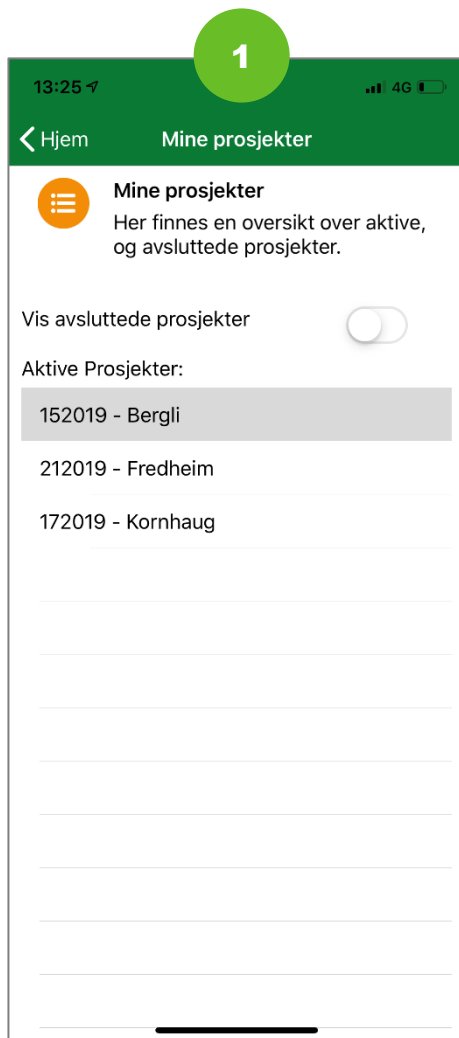 1
13:25 4G
Hjem Mine prosjekter
Mine prosjekter
Her finnes en oversikt over aktive,
og avsluttede prosjekter.
Vis avsluttede prosjekter
Aktive Prosjekter:
152019 - Bergli
212019 - Fredheim
172019 - Kornhaug